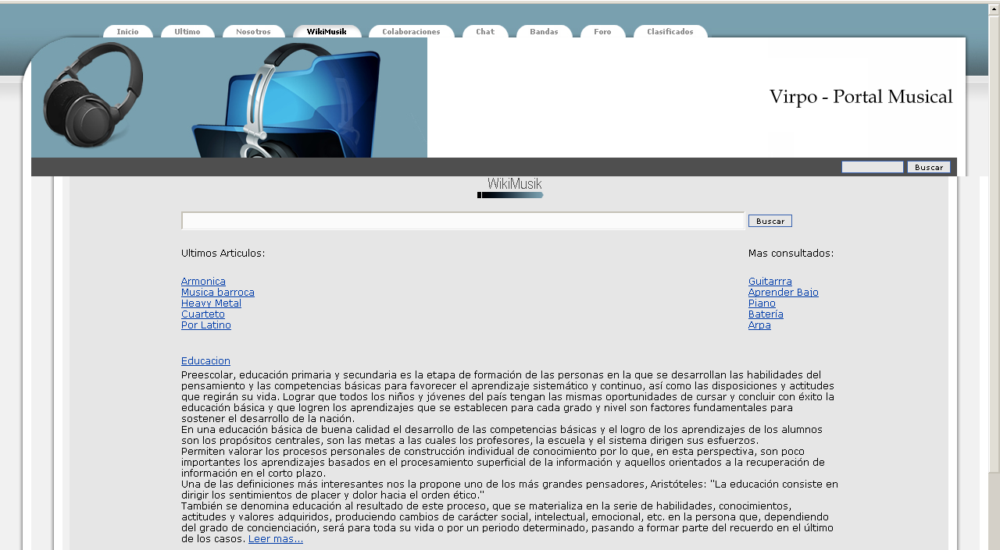 Inicio Ultimo Nosotros WikiMusik Colaboraciones Chat Bandas Foro Clasificados
Virpo - Portal Musical
Buscar
WikiMusik
Buscar
Ultimos Articulos: Mas consultados:
Armonica Guitarrra
Musica barroca Aprender Bajo
Heavy Metal Piano
Cuarteto Batería
Por Latino Arpa
Educacion
Preescolar, educación primaria y secundaria es la etapa de formación de las personas en la que se desarrollan las habilidades del
pensamiento y las competencias básicas para favorecer el aprendizaje sistemático y continuo, así como las disposiciones y actitudes
que regirán su vida. Lograr que todos los niños y jóvenes del país tengan las mismas oportunidades de cursar y concluir con éxito la
educación básica y que logren los aprendizajes que se establecen para cada grado y nivel son factores fundamentales para
sostener el desarrollo de la nación.
En una educación básica de buena calidad el desarrollo de las competencias básicas y el logro de los aprendizajes de los alumnos
son los propósitos centrales, son las metas a las cuales los profesores, la escuela y el sistema dirigen sus esfuerzos.
Permiten valorar los procesos personales de construcción individual de conocimiento por lo que, en esta perspectiva, son poco
importantes los aprendizajes basados en el procesamiento superficial de la información y aquellos orientados a la recuperación de
información en el corto plazo.
Una de las definiciones más interesantes nos la propone uno de los más grandes pensadores, Aristóteles: "La educación consiste en
dirigir los sentimientos de placer y dolor hacia el orden ético."
También se denomina educación al resultado de este proceso, que se materializa en la serie de habilidades, conocimientos,
actitudes y valores adquiridos, produciendo cambios de carácter social, intelectual, emocional, etc. en la persona que, dependiendo
del grado de concienciación, será para toda su vida o por un periodo determinado, pasando a formar parte del recuerdo en el último
de los casos. Leer mas...